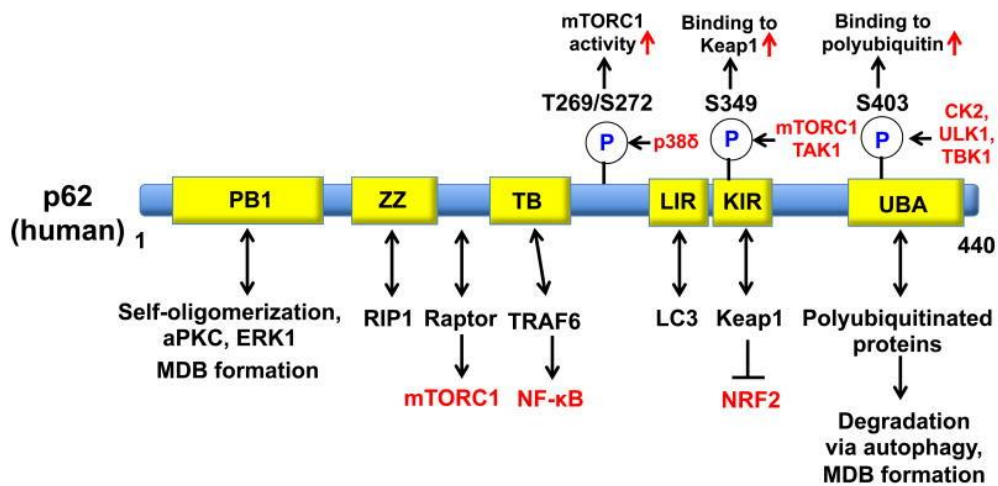 mTORC1
activity
Binding to
Keap1
Binding to
polyubiquitin
T269/S272
S349
S403
P
p38δ
P
mTORC1
TAK1
P
CK2,
ULK1,
TBK1
p62
(human)
1
PB1
ZZ
TB
LIR
KIR
UBA
440
Self-oligomerization,
aPKC, ERK1
MDB formation
RIP1
Raptor
TRAF6
LC3
Keap1
Polyubiquitinated
proteins
mTORC1
NF-κB
NRF2
Degradation
via autophagy,
MDB formation